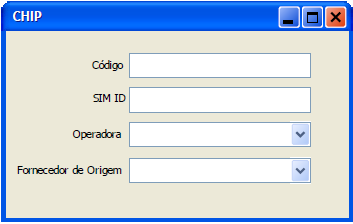 CHIP
Código
SIM ID
Operadora
Fornecedor de Origem